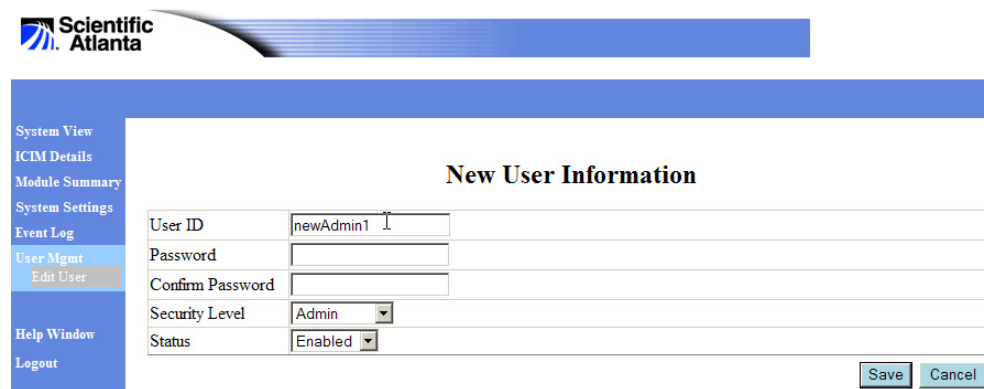 Scientific
Atlanta
System View
ICIM Details
Module Summary
System Settings
Event Log
User Mgmt
Edit User
Help Window
Logout
New User Information
User ID newAdmin1
Password
Confirm Password
Security Level Admin
Status Enabled
Save Cancel